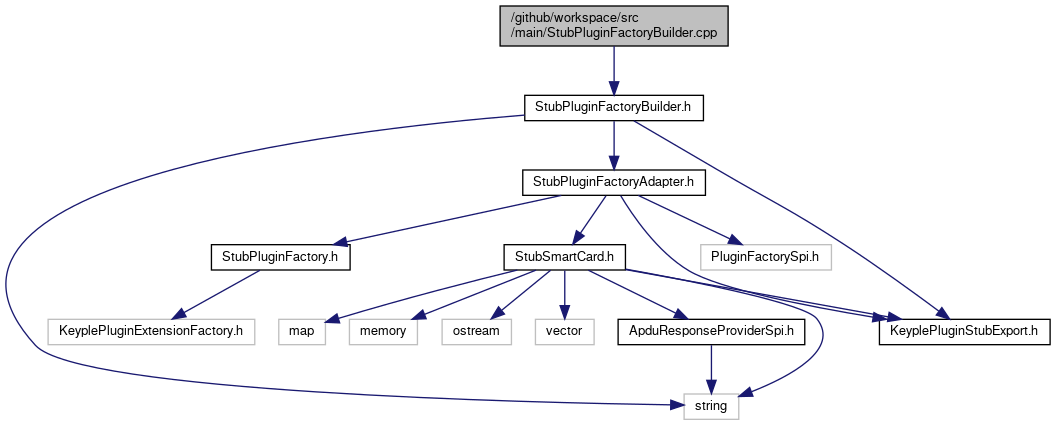 /github/workspace/src
/main/StubPluginFactoryBuilder.cpp
StubPluginFactoryBuilder.h
StubPluginFactoryAdapter.h
StubPluginFactory.h
StubSmartCard.h
PluginFactorySpi.h
KeyplePluginExtensionFactory.h
map
memory
ostream
vector
ApduResponseProviderSpi.h
KeyplePluginStubExport.h
string